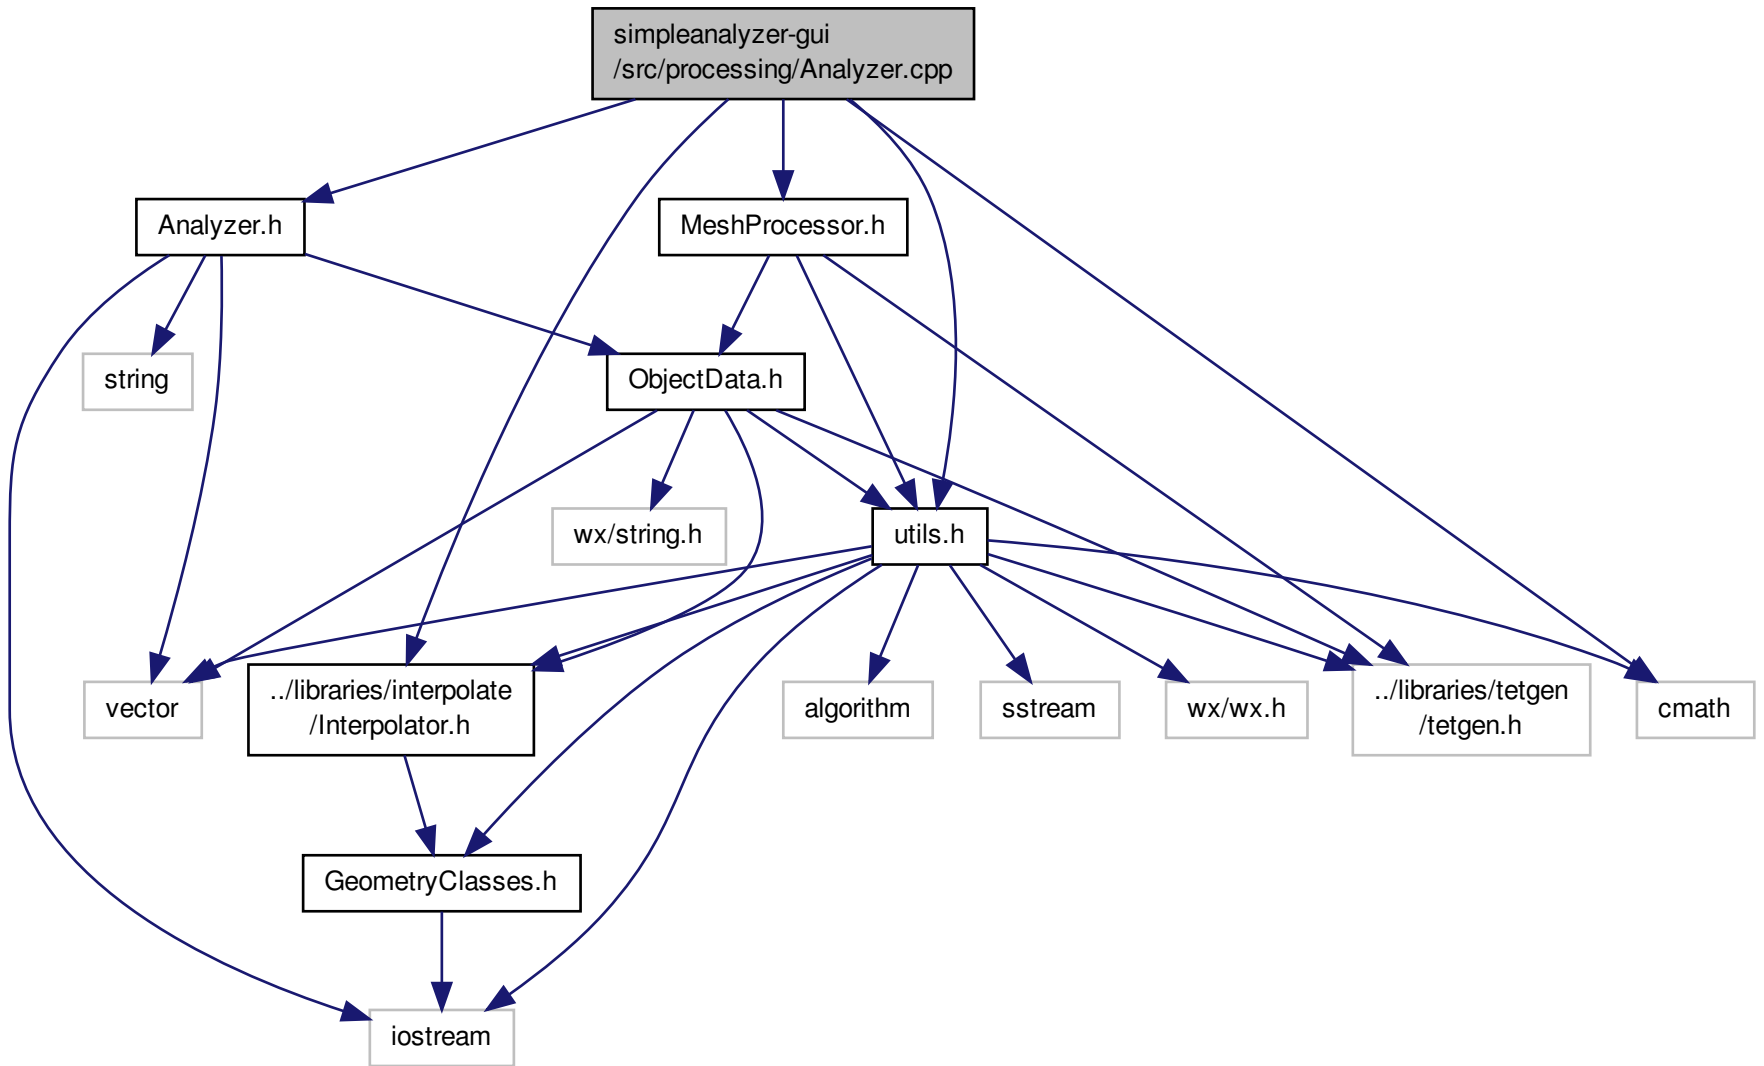 simpleanalyzer-gui
/src/processing/Analyzer.cpp
Analyzer.h
MeshProcessor.h
string
ObjectData.h
wx/string.h
utils.h
vector
../libraries/interpolate
/Interpolator.h
algorithm
sstream
wx/wx.h
../libraries/tetgen
/tetgen.h
cmath
GeometryClasses.h
iostream